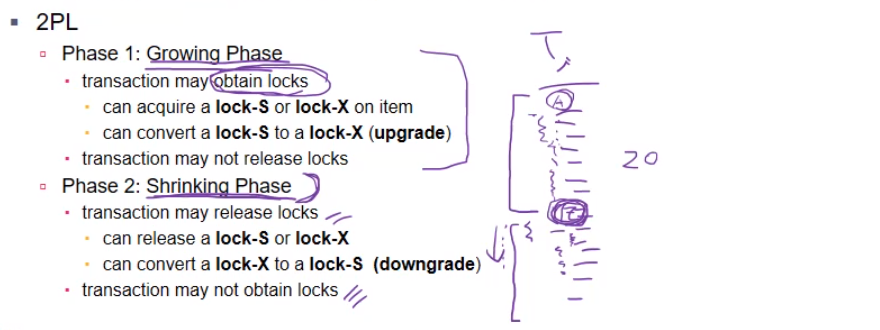 2PL
Phase 1: Growing Phase
transaction may obtain locks
can acquire a lock-S or lock-X on item
can convert a lock-S to a lock-X (upgrade)
transaction may not release locks
Phase 2: Shrinking Phase
transaction may release locks
can release a lock-S or lock-X
can convert a lock-X to a lock-S (downgrade)
transaction may not obtain locks
20